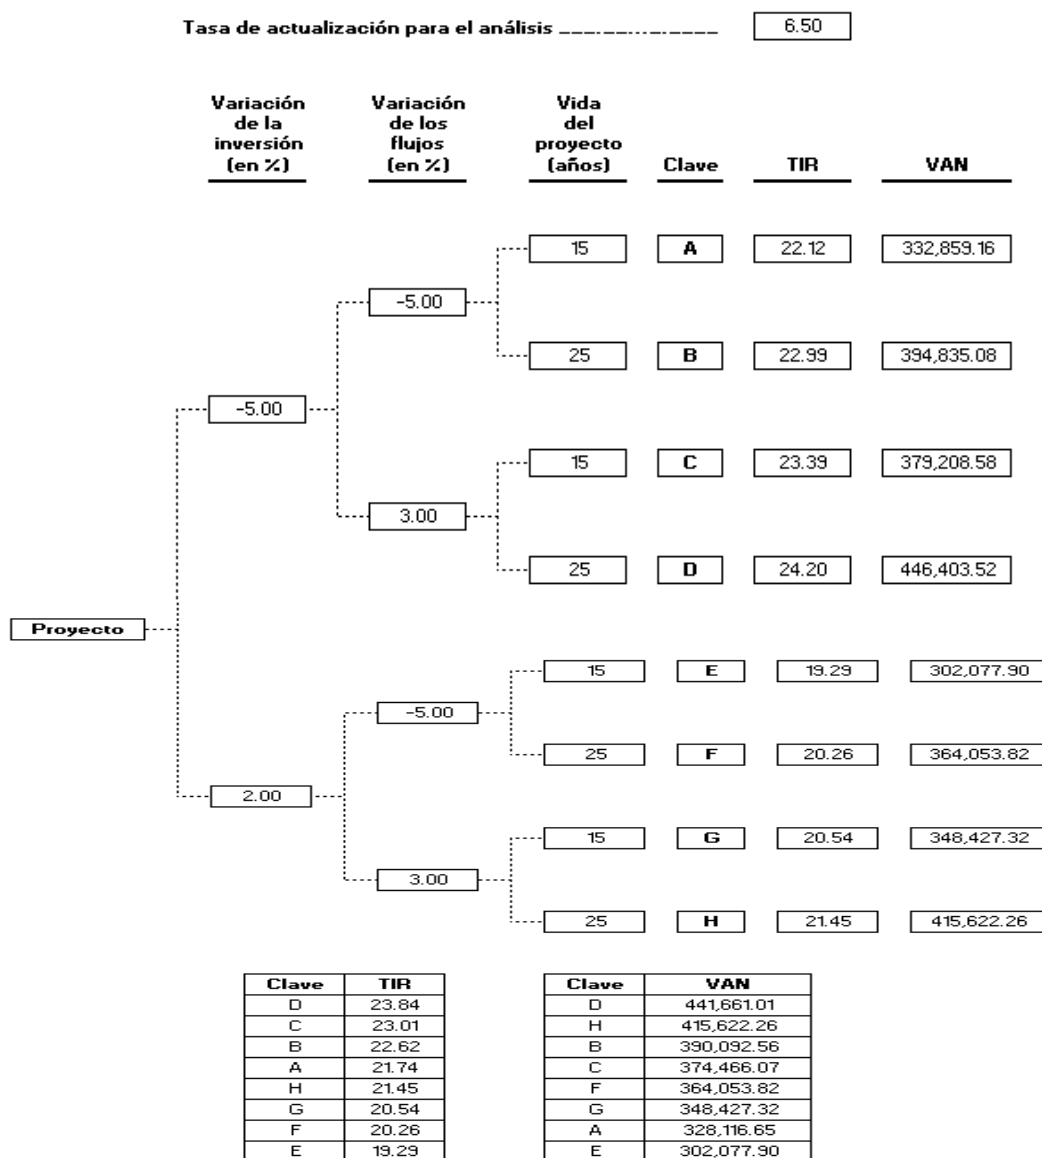 Tasa de actualización para el análisis 6.50
Variación de la inversión (en %) Variación de los flujos (en %) Vida del proyecto (años) Clave TIR VAN
15 A 22.12 332,859.16
-5.00
25 B 22.99 394,835.08
-5.00
15 C 23.39 379,208.58
3.00
25 D 24.20 446,403.52
Proyecto
15 E 19.29 302,077.90
-5.00
25 F 20.26 364,053.82
2.00
15 G 20.54 348,427.32
3.00
25 H 21.45 415,622.26
Clave TIR
D 23.84
C 23.01
B 22.62
A 21.74
H 21.45
G 20.54
F 20.26
E 19.29
Clave VAN
D 441,661.01
H 415,622.26
B 390,092.56
C 374,466.07
F 364,053.82
G 348,427.32
A 328,116.65
E 302,077.90